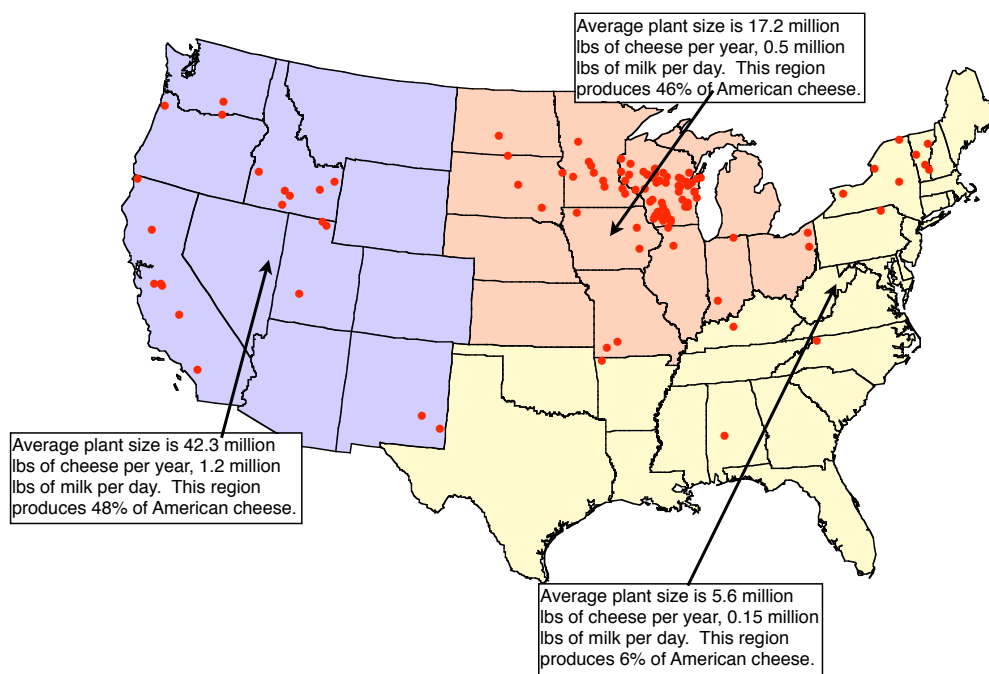 Average plant size is 17.2 million
lbs of cheese per year, 0.5 million
lbs of milk per day.  This region
produces 46% of American cheese.
Average plant size is 42.3 million
lbs of cheese per year, 1.2 million
lbs of milk per day.  This region
produces 48% of American cheese.
Average plant size is 5.6 million
lbs of cheese per year, 0.15 million
lbs of milk per day.  This region
produces 6% of American cheese.